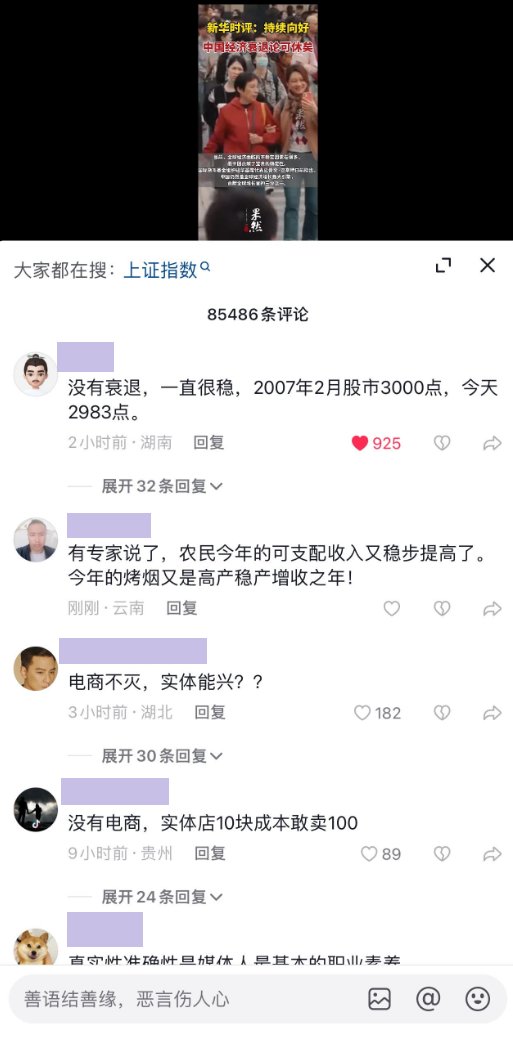 新华时评：持续向好
中国经济衰退论可休矣
果然
大家都在搜：上证指数
85486条评论
没有衰退，一直很稳，2007年2月股市3000点，今天
2983点。
2小时前·湖南 回复
925
展开32条回复
有专家说了，农民今年的可支配收入又稳步提高了。
今年的烤烟又是高产稳产增收之年！
刚刚·云南 回复
电商不灭，实体能兴？？
3小时前·湖北 回复
182
展开30条回复
没有电商，实体店10块成本敢卖100
9小时前·贵州 回复
89
展开24条回复
真实性准确性是媒体人最基本的职业素养
善语结善缘，恶言伤人心